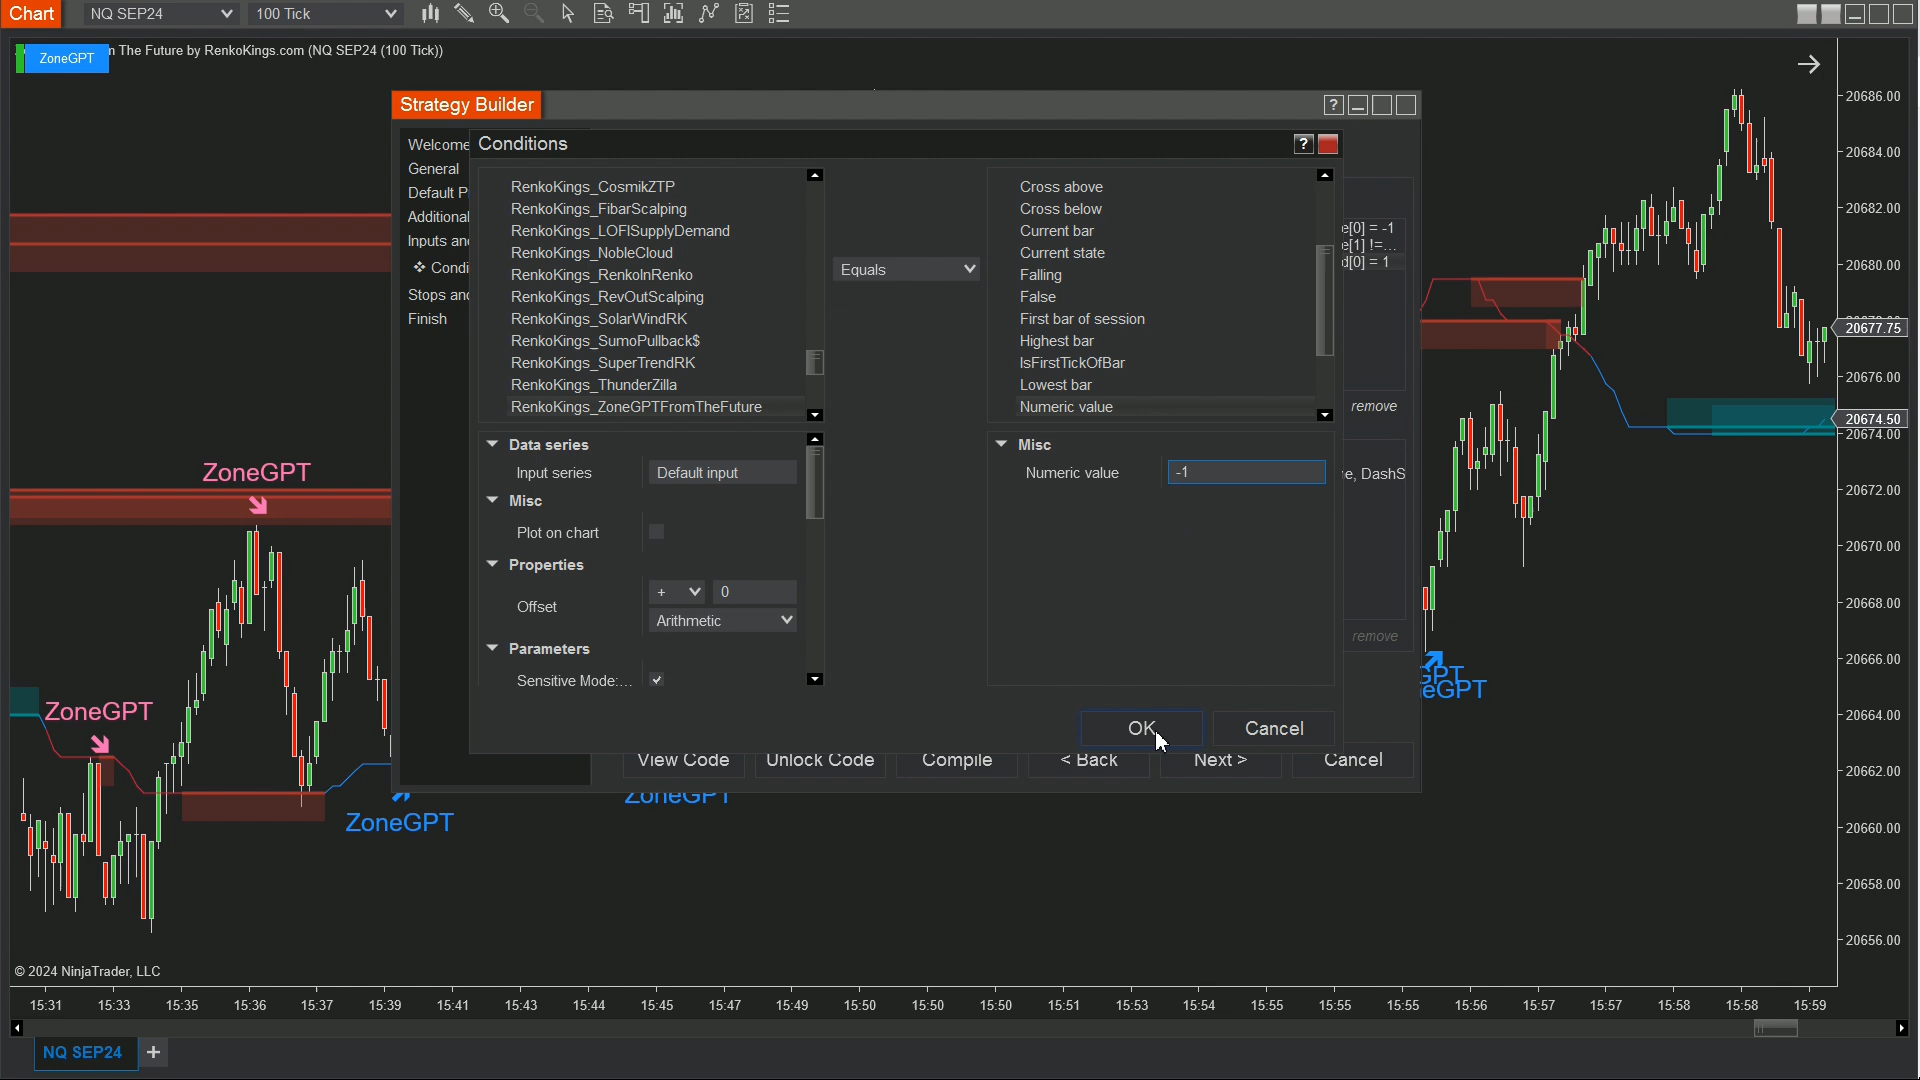 Chart
NQ SEP24
100 Tick
ZoneGPT
n The Future by RenkoKings.com (NQ SEP24 (100 Tick))
Strategy Builder
?
Welcome
General
Default P
Additional
Inputs an
Condi
Stops and
Finish
Conditions
?
RenkoKings_CosmikZTP
RenkoKings_FibarScalping
RenkoKings_LOFISupplyDemand
RenkoKings_NobleCloud
RenkoKings_RenkoInRenko
RenkoKings_RevOutScalping
RenkoKings_SolarWindRK
RenkoKings_SumoPullback$
RenkoKings_SuperTrendRK
RenkoKings_ThunderZilla
RenkoKings_ZoneGPTFromTheFuture
Equals
Cross above
Cross below
Current bar
Current state
Falling
False
First bar of session
Highest bar
IsFirstTickOfBar
Lowest bar
Numeric value
e[0] = -1
e[1] !=...
d[0] = 1
remove
e, DashS
remove
Data series
Input series
Default input
Misc
Plot on chart
Properties
Offset
+
0
Arithmetic
Parameters
Sensitive Mode:...
Misc
Numeric value
-1
OK
Cancel
View Code
Unlock Code
Compile
< Back
Next >
Cancel
ZoneGPT
ZoneGPT
ZoneGPT
ZoneGPT
GPT
eGPT
20686.00
20684.00
20682.00
20680.00
20677.75
20676.00
20674.50
20674.00
20672.00
20670.00
20668.00
20666.00
20664.00
20662.00
20660.00
20658.00
20656.00
© 2024 NinjaTrader, LLC
15:31
15:33
15:35
15:36
15:37
15:39
15:41
15:43
15:44
15:45
15:47
15:49
15:50
15:50
15:50
15:51
15:53
15:54
15:55
15:55
15:55
15:56
15:57
15:57
15:58
15:58
15:59
NQ SEP24
+